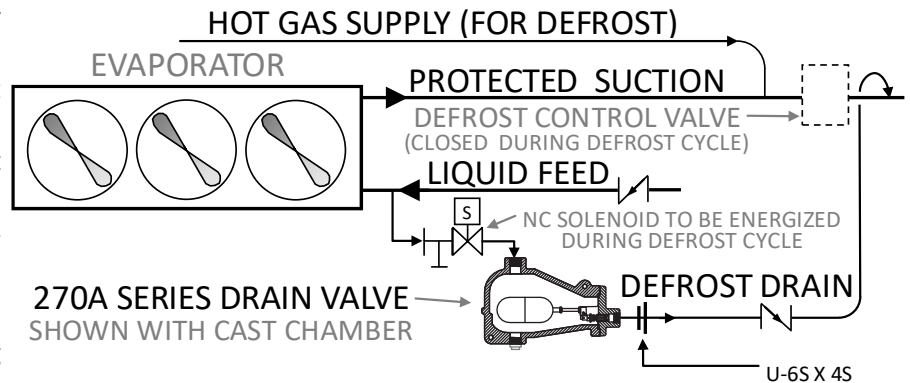 HOT GAS SUPPLY (FOR DEFROST)
EVAPORATOR
PROTECTED SUCTION
DEFROST CONTROL VALVE
(CLOSED DURING DEFROST CYCLE)
LIQUID FEED
S
NC SOLENOID TO BE ENERGIZED
DURING DEFROST CYCLE
270A SERIES DRAIN VALVE
SHOWN WITH CAST CHAMBER
DEFROST DRAIN
U-6S X 4S